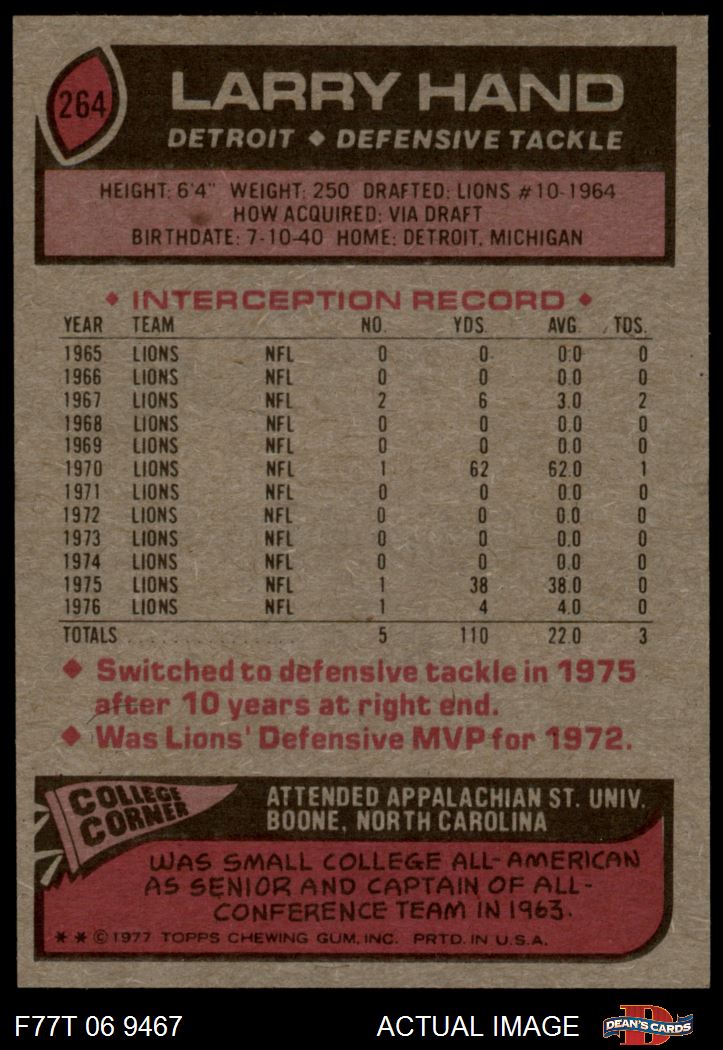 264
LARRY HAND
DETROIT ◆ DEFENSIVE TACKLE
HEIGHT: 6'4" WEIGHT: 250 DRAFTED: LIONS #10-1964
HOW ACQUIRED: VIA DRAFT
BIRTHDATE: 7-10-40 HOME: DETROIT, MICHIGAN
◆ INTERCEPTION RECORD ◆
YEAR TEAM NO. YDS. AVG. TDS.
1965 LIONS NFL 0 0 0.0 0
1966 LIONS NFL 0 0 0.0 0
1967 LIONS NFL 2 6 3.0 2
1968 LIONS NFL 0 0 0.0 0
1969 LIONS NFL 0 0 0.0 0
1970 LIONS NFL 1 62 62.0 1
1971 LIONS NFL 0 0 0.0 0
1972 LIONS NFL 0 0 0.0 0
1973 LIONS NFL 0 0 0.0 0
1974 LIONS NFL 0 0 0.0 0
1975 LIONS NFL 1 38 38.0 0
1976 LIONS NFL 1 4 4.0 0
TOTALS 5 110 22.0 3
◆ Switched to defensive tackle in 1975
after 10 years at right end.
◆ Was Lions' Defensive MVP for 1972.
COLLEGE
CORNER
ATTENDED APPALACHIAN ST. UNIV.
BOONE, NORTH CAROLINA
WAS SMALL COLLEGE ALL-AMERICAN
AS SENIOR AND CAPTAIN OF ALL-
CONFERENCE TEAM IN 1963.
** © 1977 TOPPS CHEWING GUM, INC. PRTD. IN U.S.A.
F77T 06 9467 ACTUAL IMAGE
D
DEAN'S CARDS